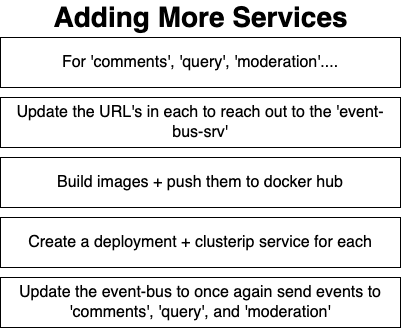 Adding More Services
For 'comments', 'query', 'moderation'....
Update the URL's in each to reach out to the 'event-
bus-srv'
Build images + push them to docker hub
Create a deployment + clusterip service for each
Update the event-bus to once again send events to
'comments', 'query', and 'moderation'